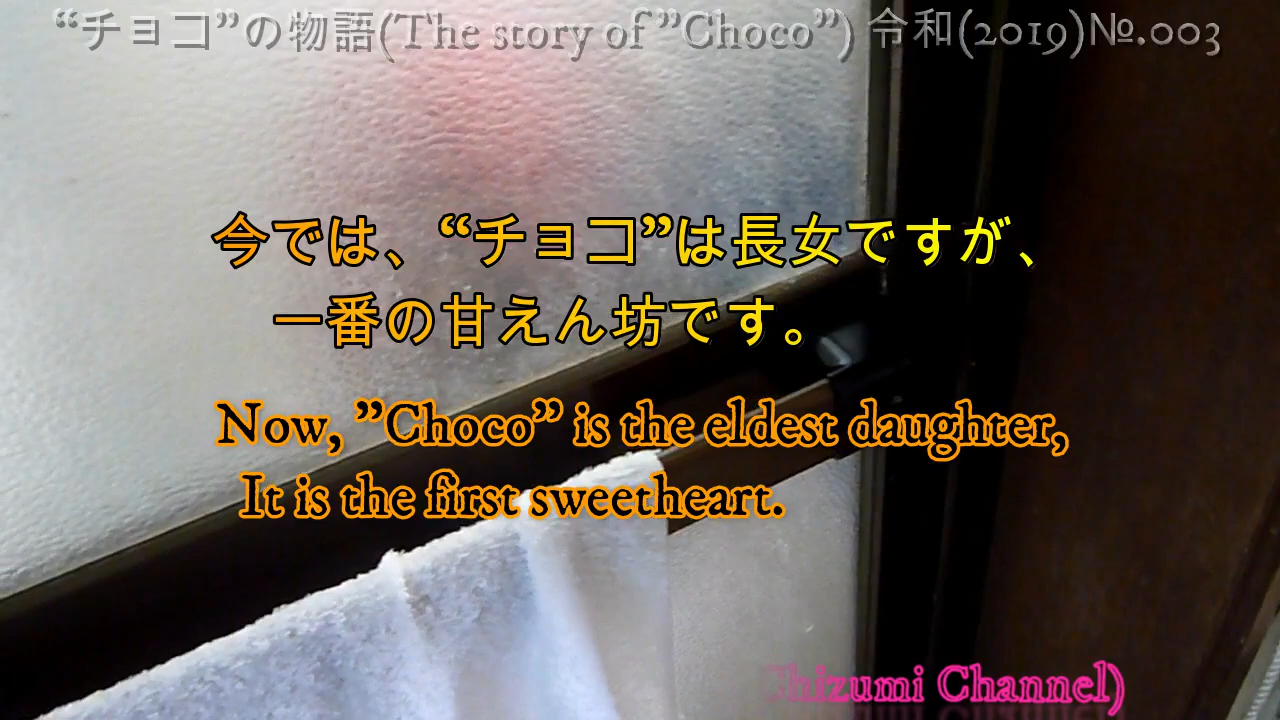 “チョコ”の物語(The story of ”Choco”) 令和(2019)№.003
今では、“チョコ”は長女ですが、
一番の甘えん坊です。
Now, ”Choco” is the eldest daughter,
It is the first sweetheart.
Channel)